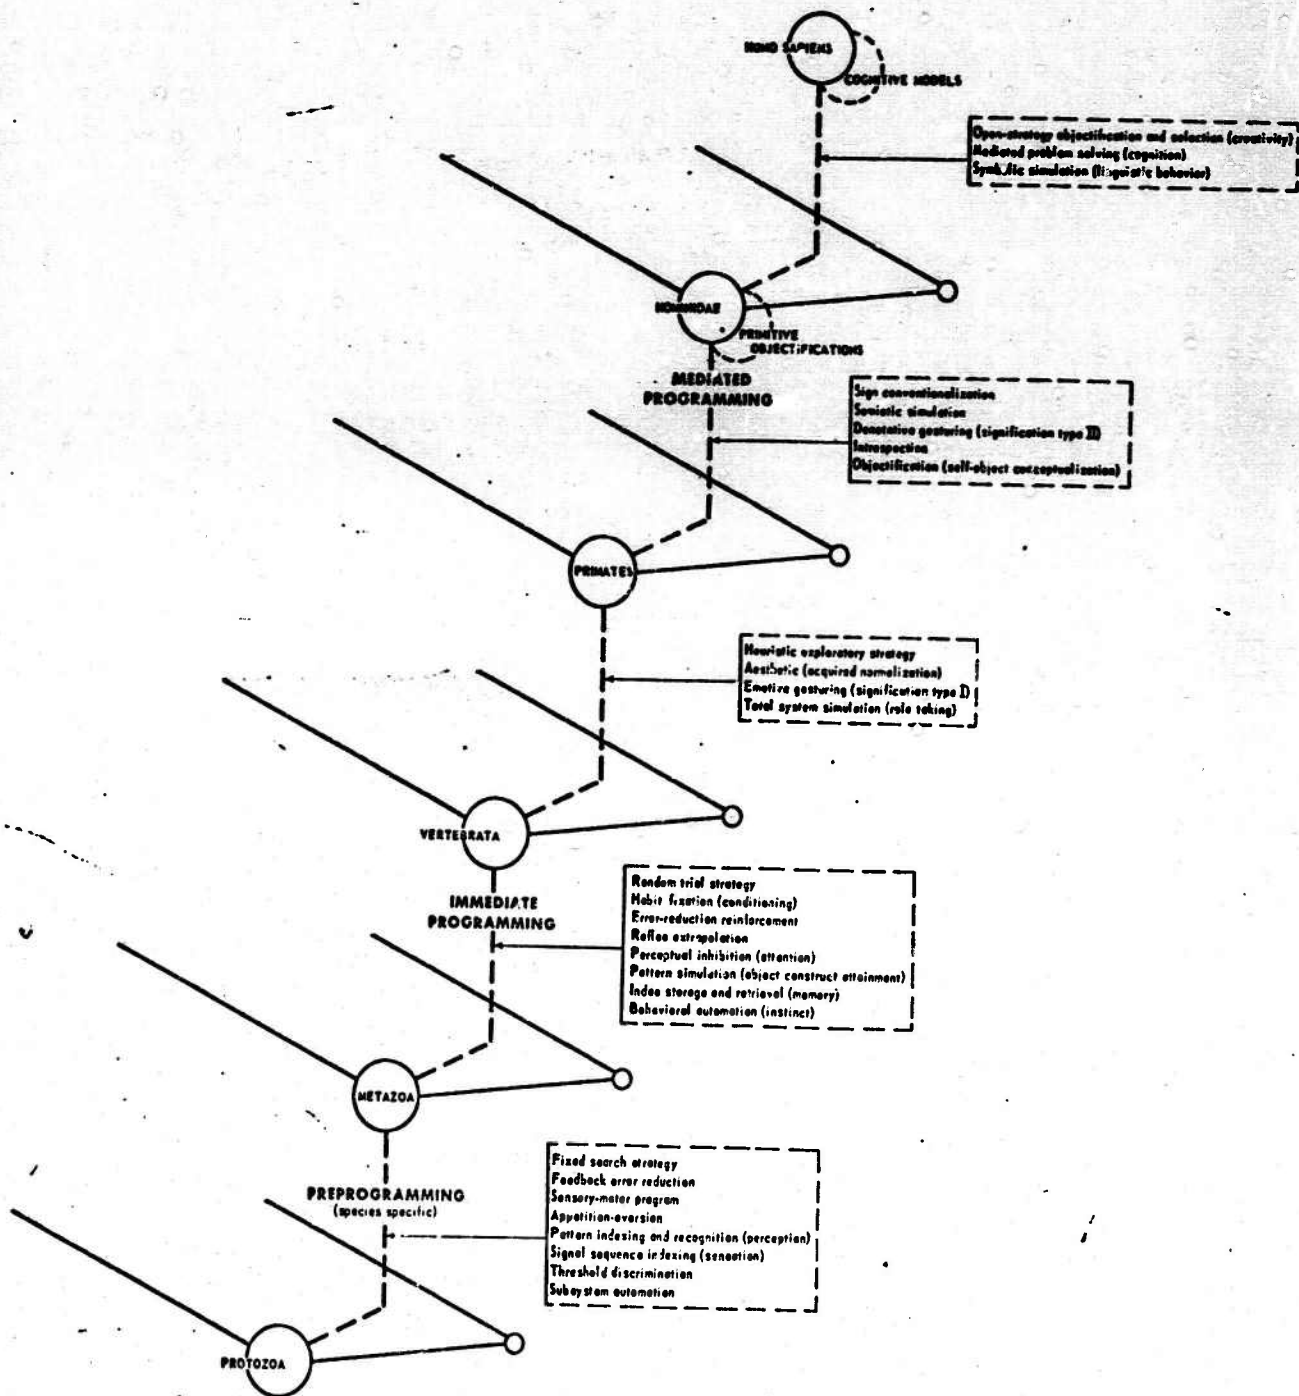 HOMO SAPIENS
COGNITIVE MODELS
Open-strategy objectification and selection (creativity)
Mediated problem solving (cognition)
Symbolic simulation (linguistic behavior)
HOMINIDAE
PRIMITIVE
OBJECTIFICATIONS
MEDIATED
PROGRAMMING
Sign conventionalization
Semiotic simulation
Denotative gesturing (signification type II)
Introspection
Objectification (self-object conceptualization)
PRIMATES
Heuristic exploratory strategy
Aesthetic (acquired normalization)
Emotive gesturing (signification type I)
Total system simulation (role taking)
VERTEBRATA
IMMEDIATE
PROGRAMMING
Random trial strategy
Habit fixation (conditioning)
Error-reduction reinforcement
Reflex extrapolation
Perceptual inhibition (attention)
Pattern simulation (object construct attainment)
Index storage and retrieval (memory)
Behavioral automation (instinct)
METAZOA
PREPROGRAMMING
(species specific)
Fixed search strategy
Feedback error reduction
Sensory-motor program
Appetition-aversion
Pattern indexing and recognition (perception)
Signal sequence indexing (sensation)
Threshold discrimination
Subsystem automation
PROTOZOA